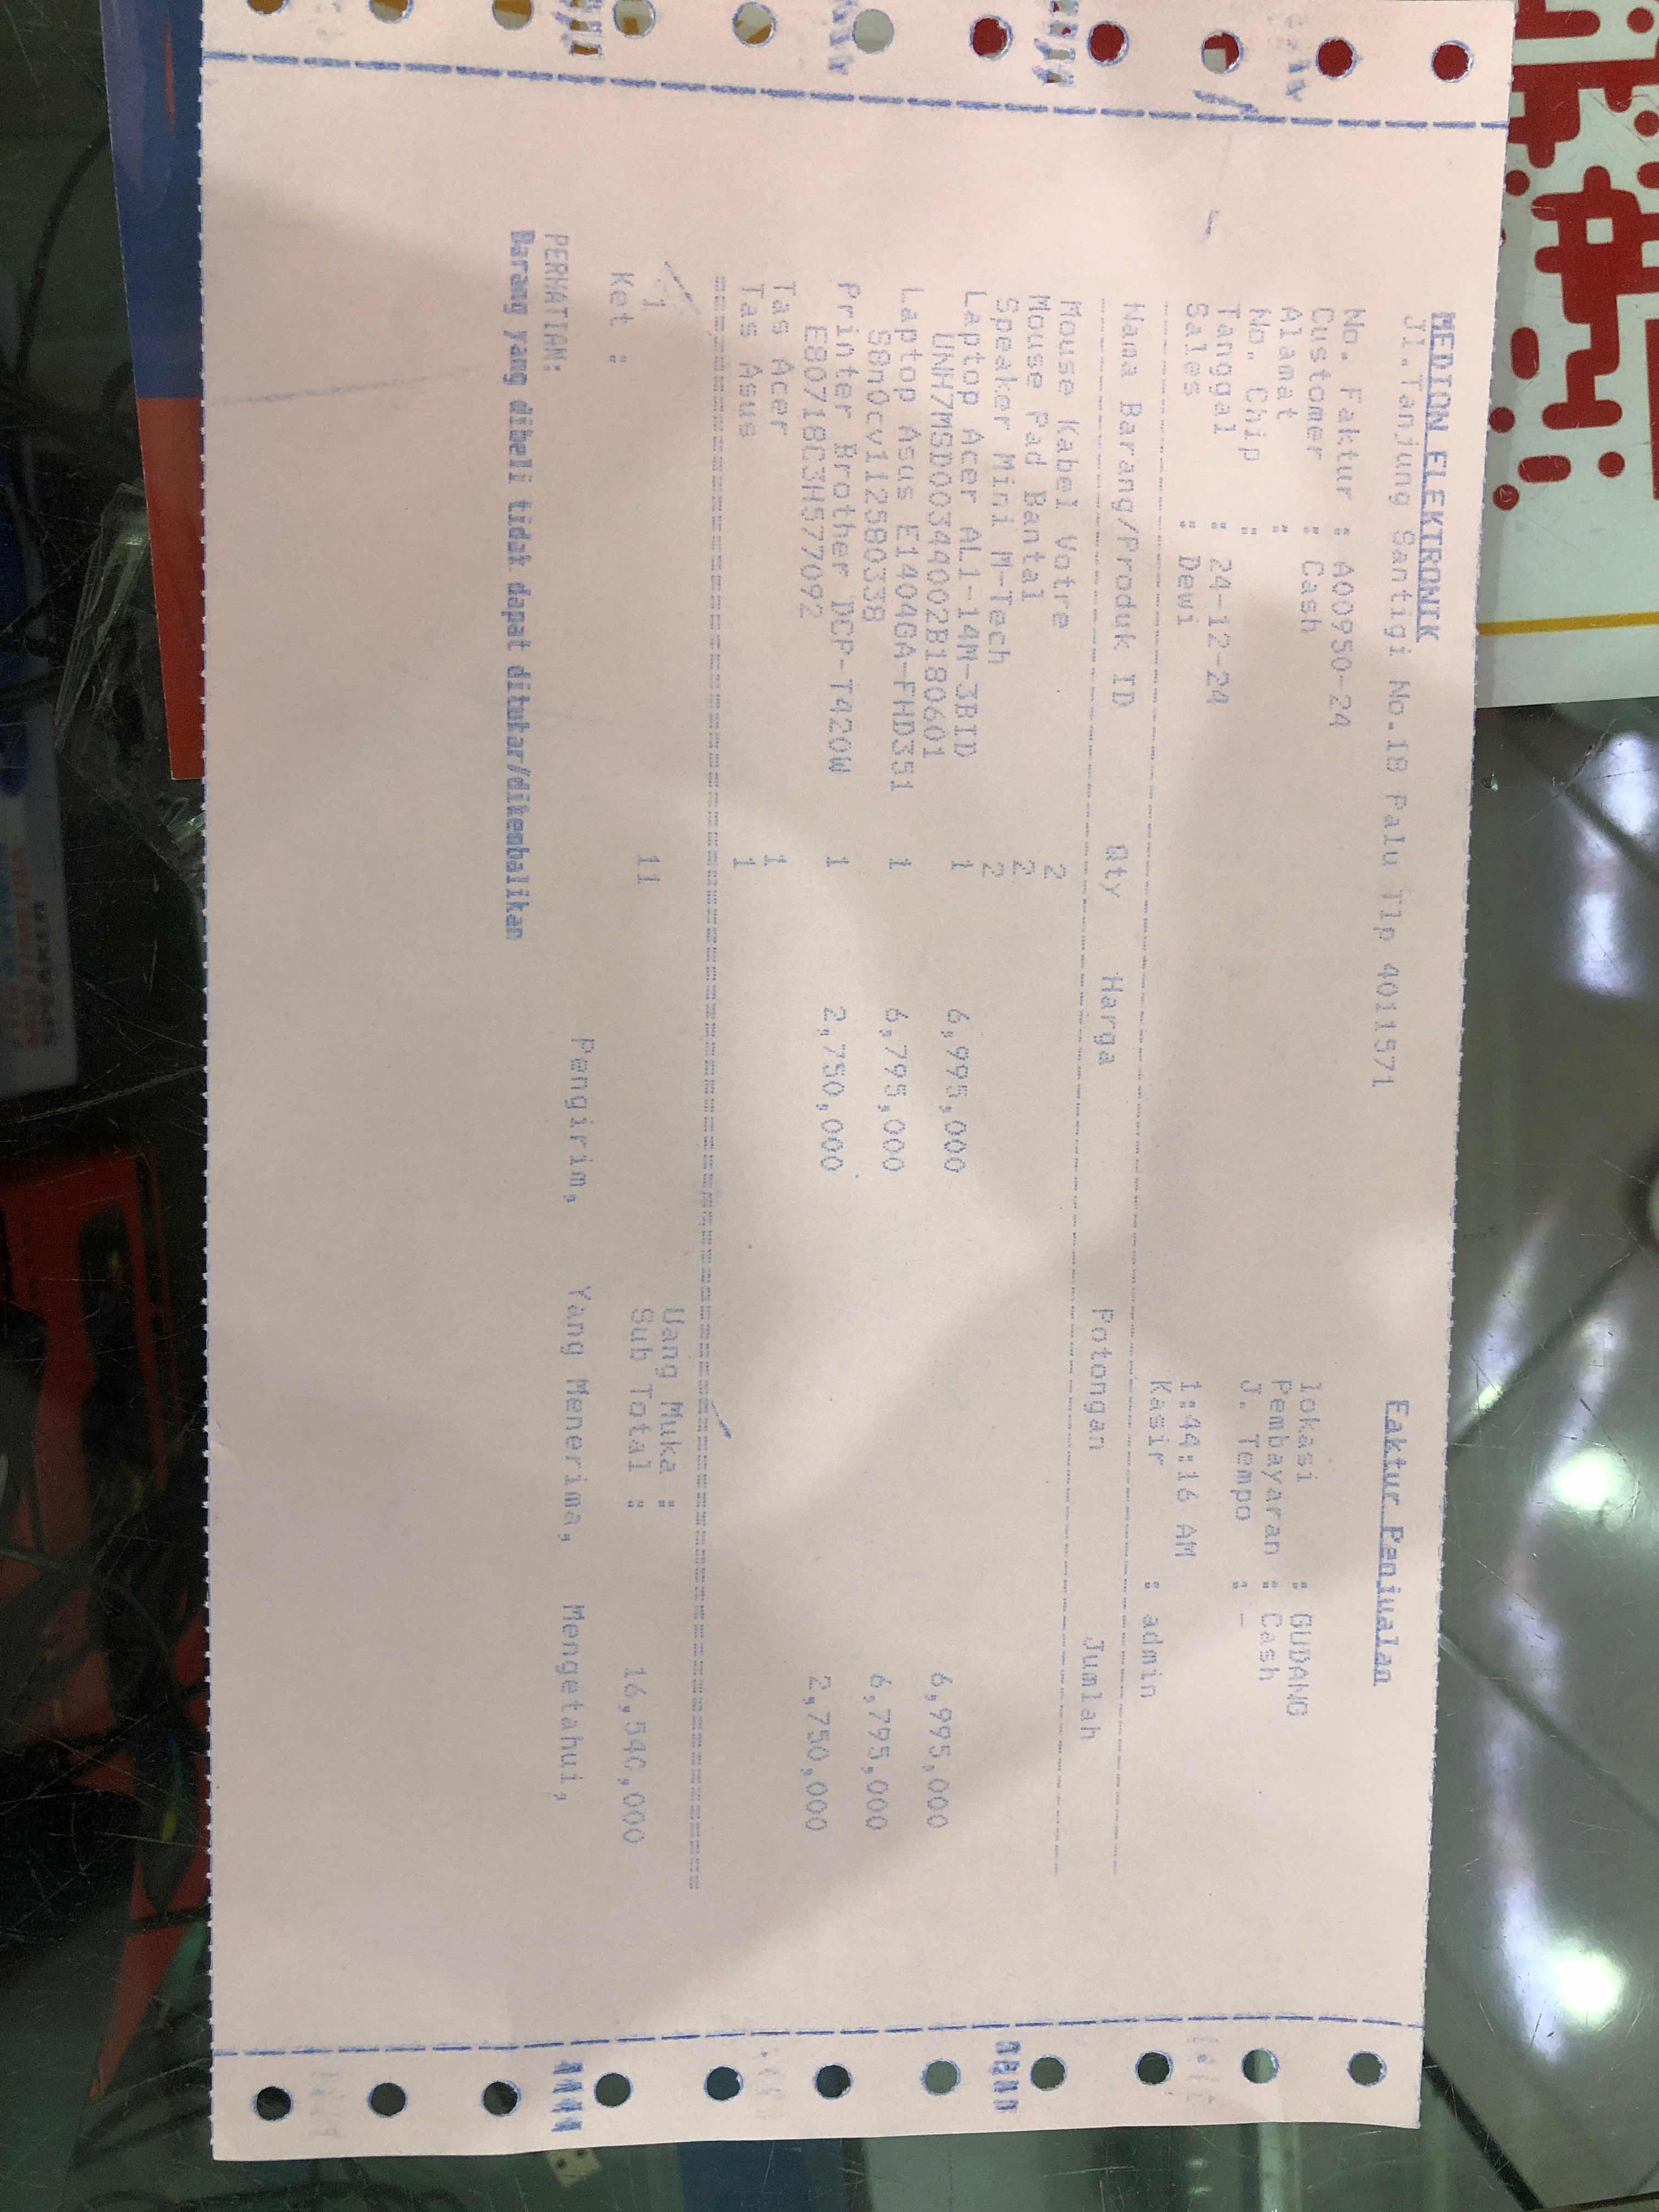 MEDION ELEKTRONIK
Jl.Tanjung Santigi No.18 Palu Tlp 4011571
Faktur Penjualan
No. Faktur : A00950-24
Customer : Cash
Alamat :
No. Chip :
Tanggal : 24-12-24
Sales : Dewi
lokasi : GUDANG
Pembayaran : Cash
J. Tempo : -
1:44:16 AM
Kasir : admin
Nama Barang/Produk ID Qty Harga Potongan Jumlah
Mouse Kabel Votre 2
Mouse Pad Bantal 2
Speaker Mini M-Tech 2
Laptop Acer AL1-14M-3BID 1 6,995,000 6,995,000
UNH7MSD00344002B180601
Laptop Asus E1404GA-FHD351 1 6,795,000 6,795,000
S8n0cv112580338
Printer Brother DCP-T420W 1 2,750,000 2,750,000
E80718C3H577092
Tas Acer 1
Tas Asus 1
1 11
Uang Muka :
Ket :
Sub Total : 16,540,000
PERHATIAN:
Pengirim, Yang Menerima, Mengetahui,
Barang yang dibeli tidak dapat ditukar/dikembalikan
SPEAKER